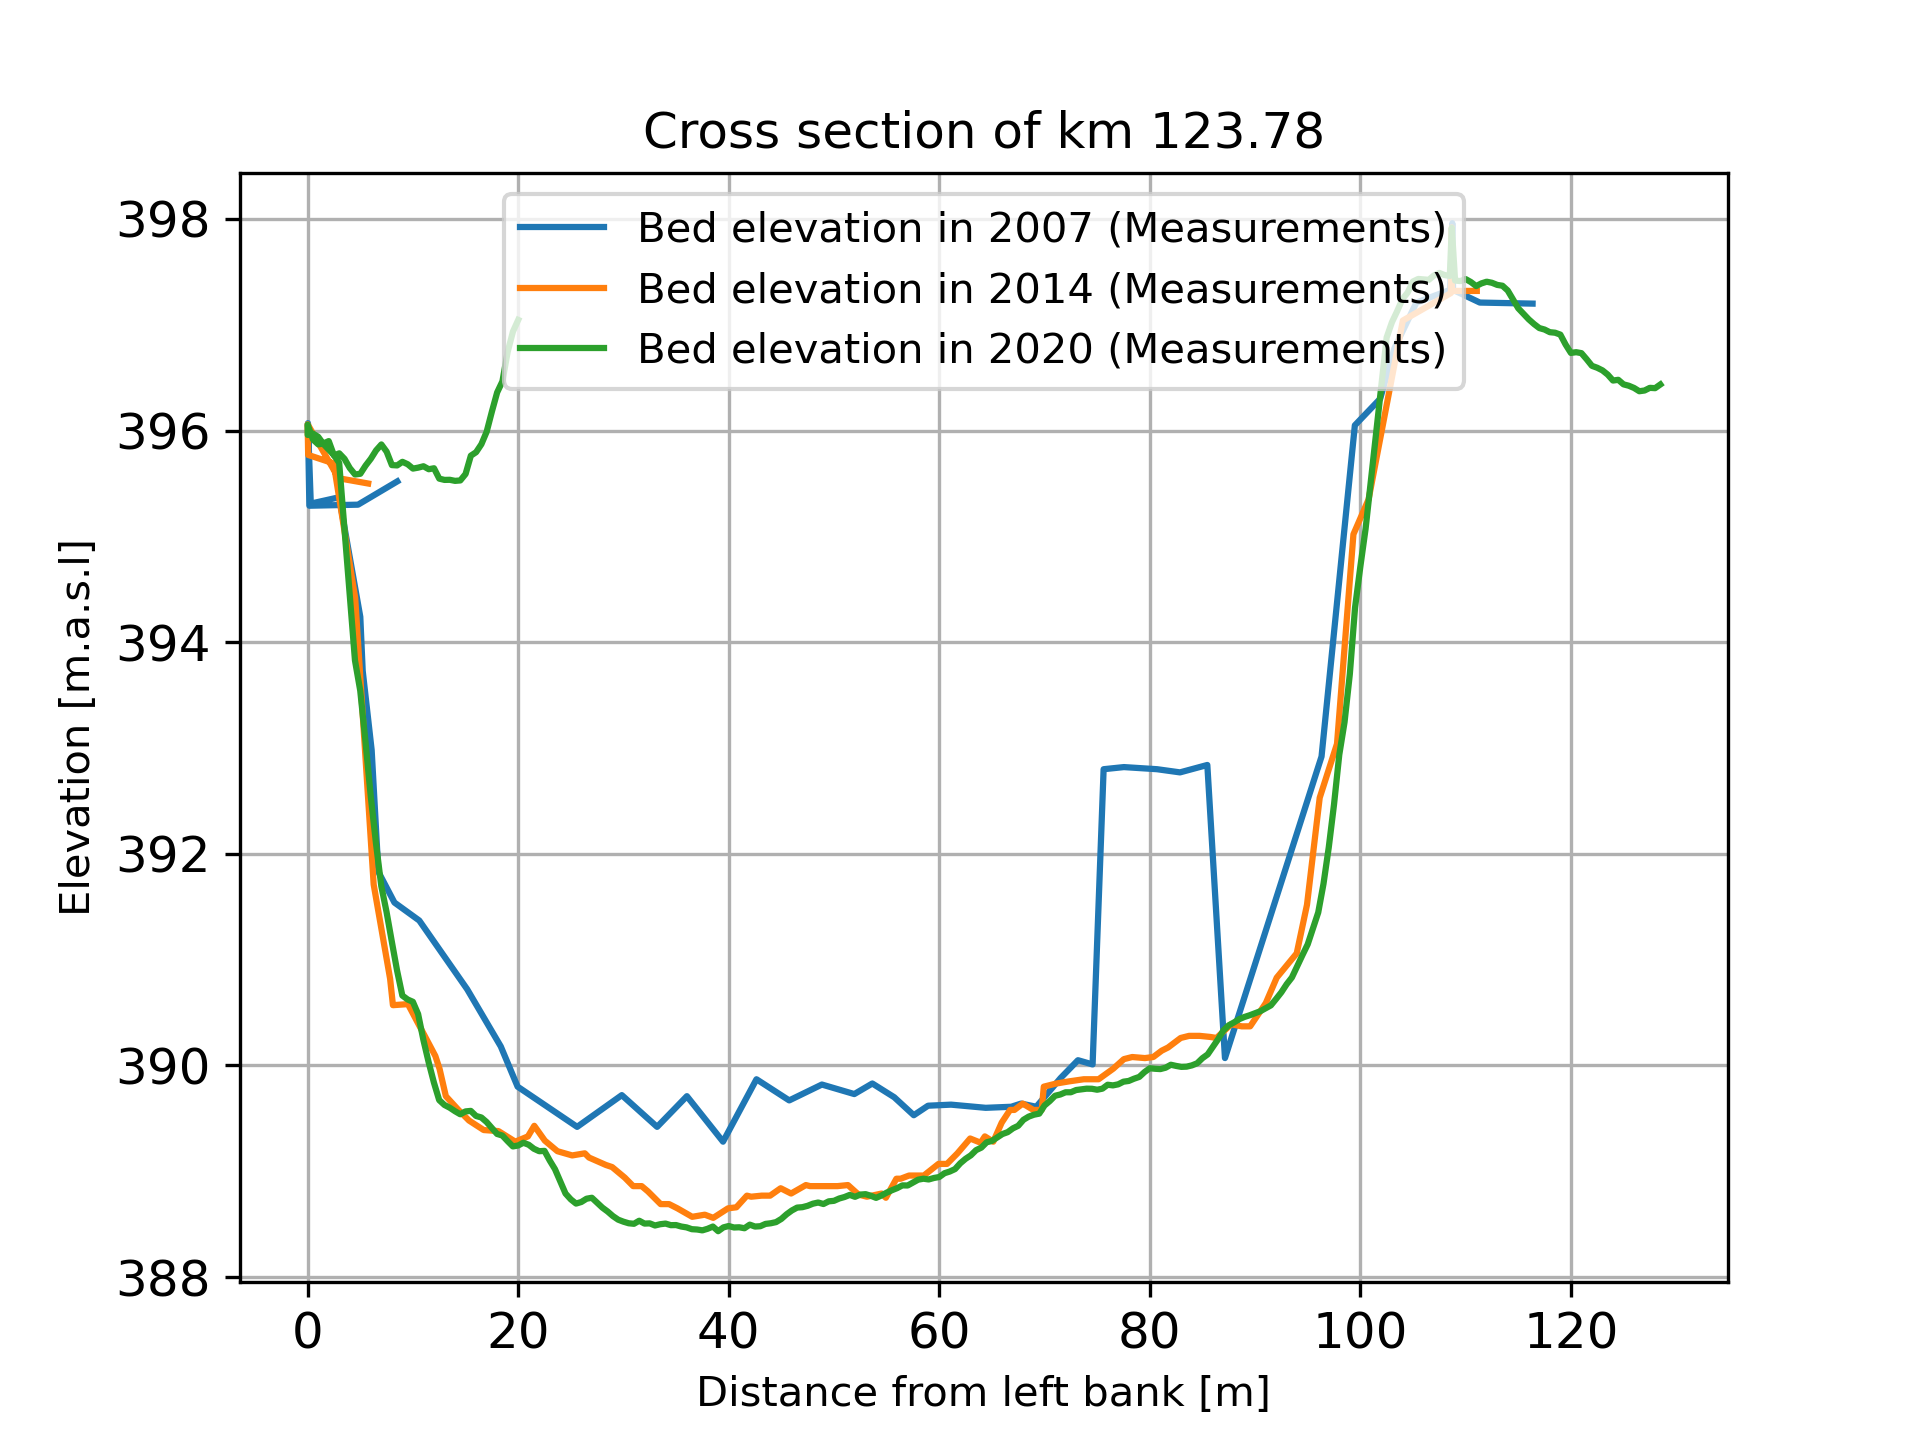 Cross section of km 123.78
Bed elevation in 2007 (Measurements)
Bed elevation in 2014 (Measurements)
Bed elevation in 2020 (Measurements)
Elevation [m.a.s.l]
398
396
394
392
390
388
0 20 40 60 80 100 120
Distance from left bank [m]